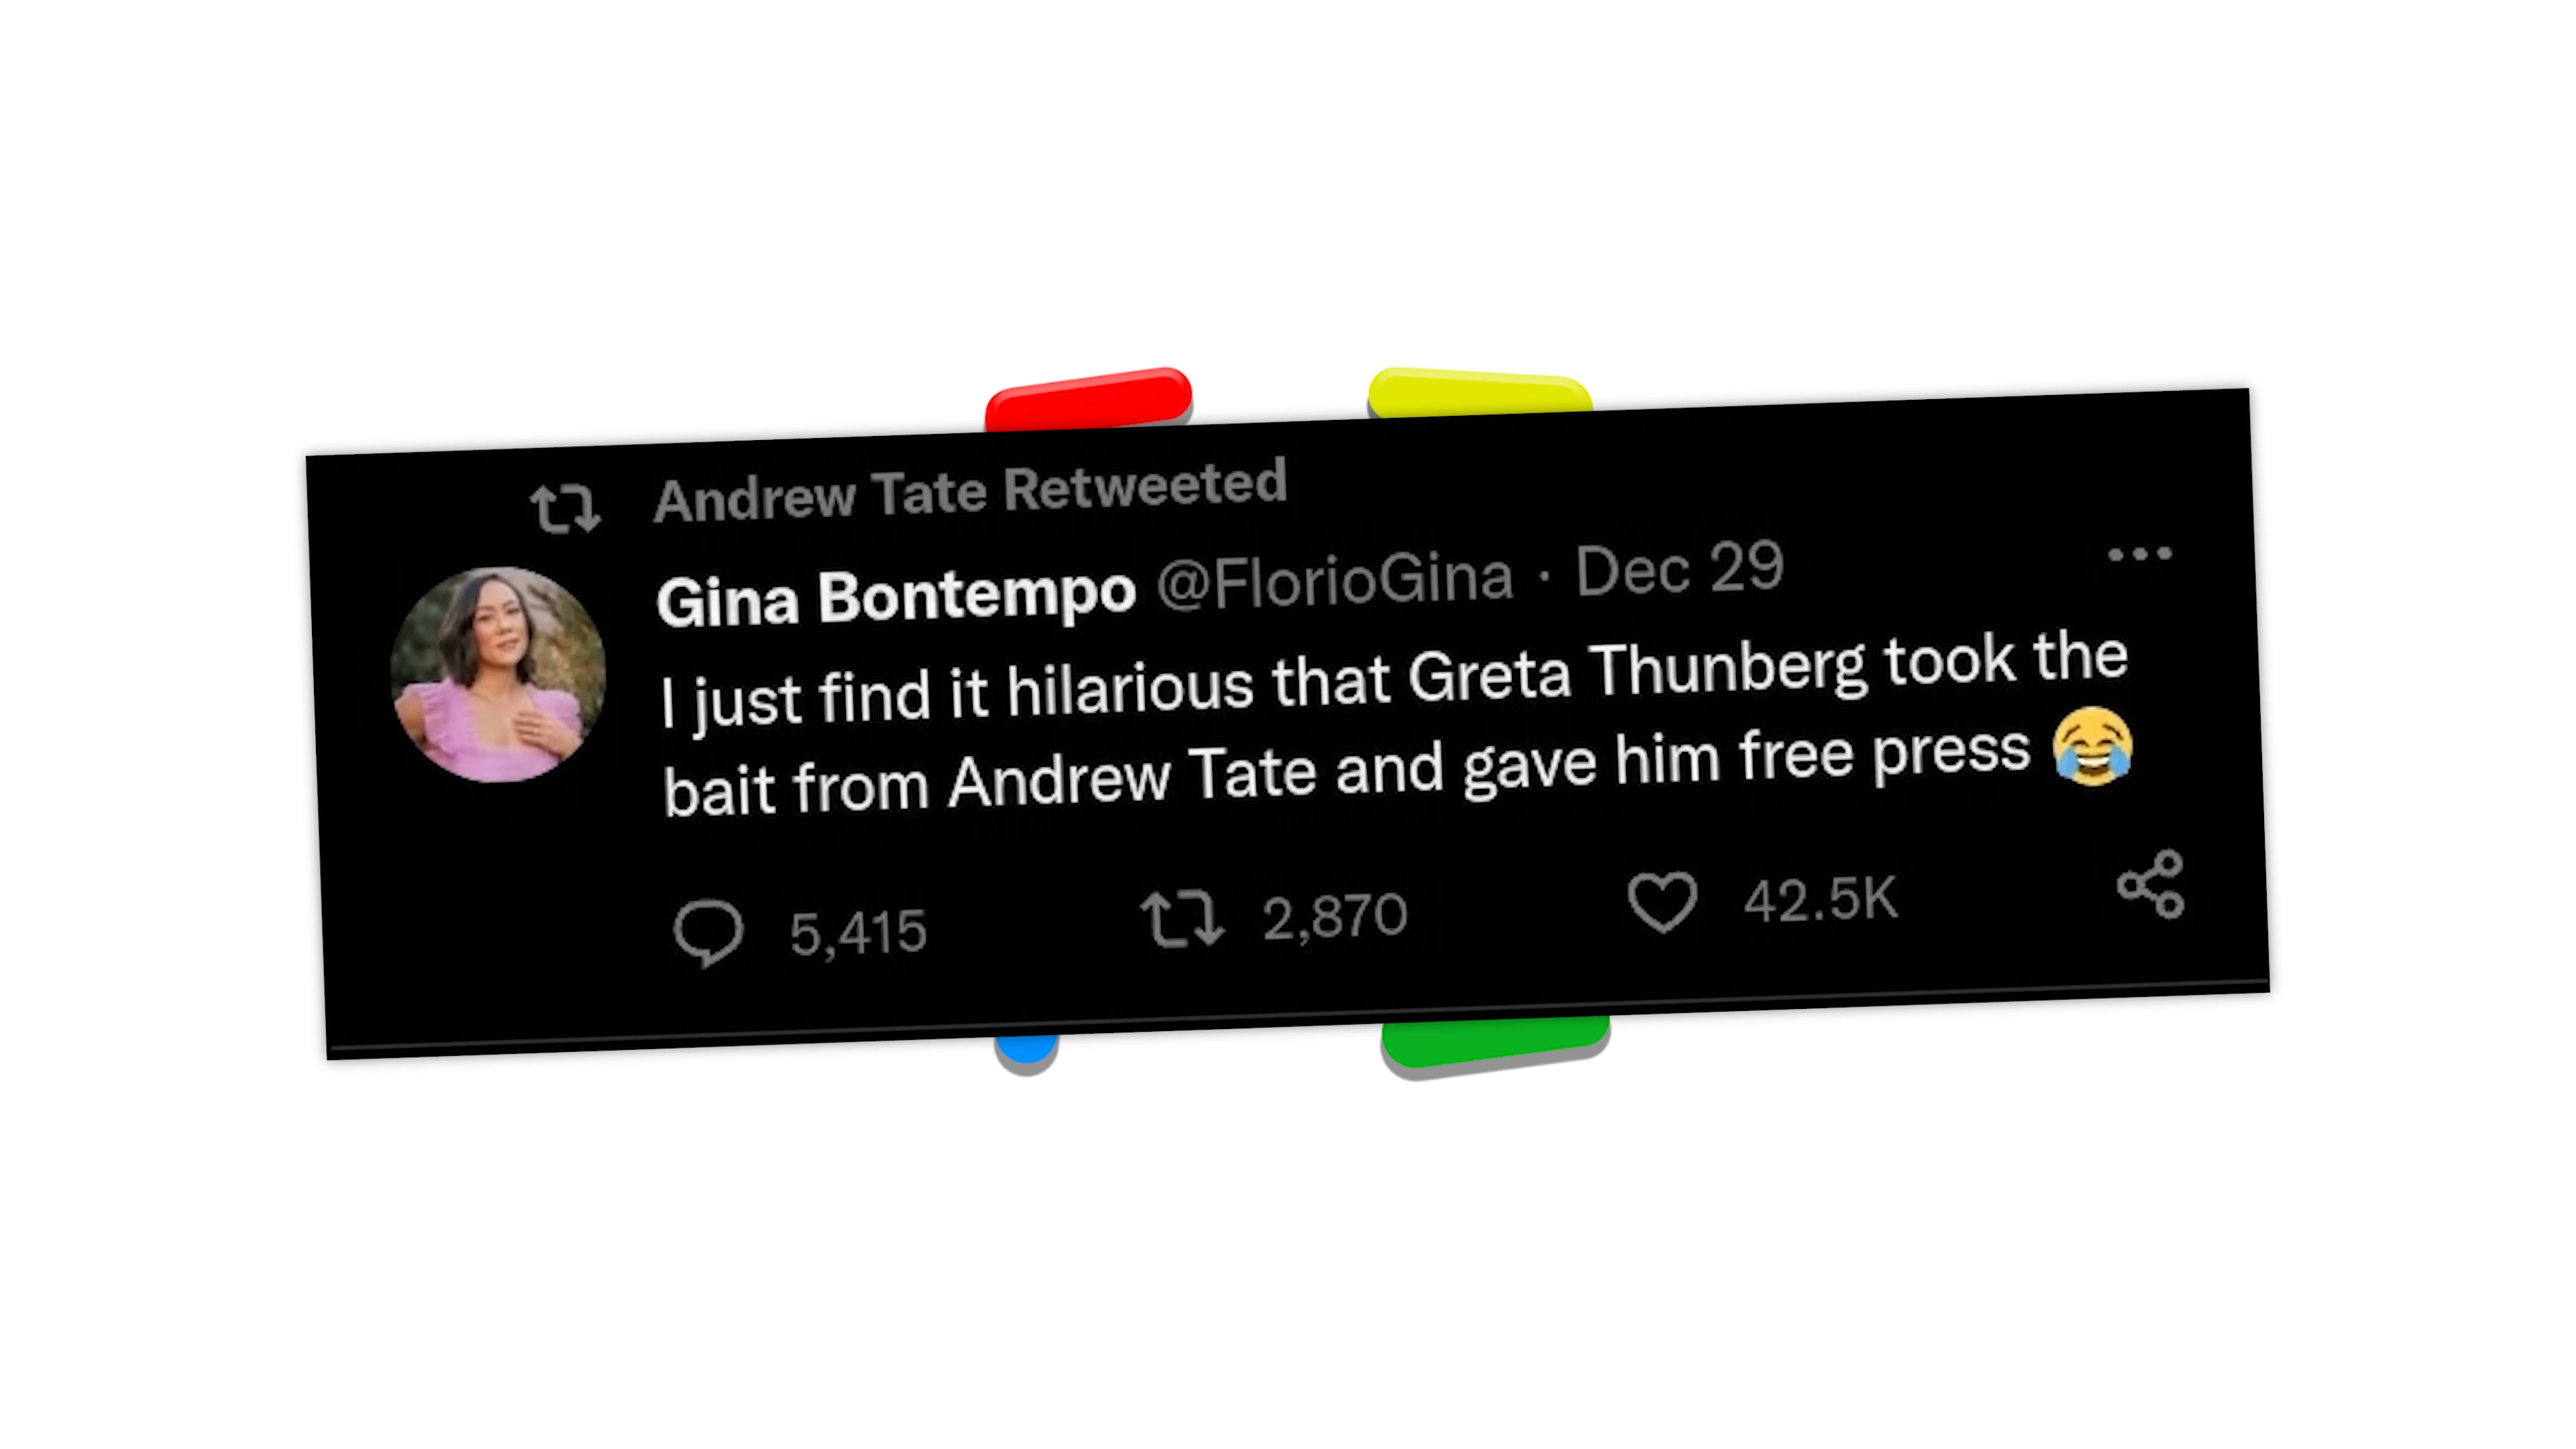 Andrew Tate Retweeted
Gina Bontempo @FlorioGina · Dec 29
I just find it hilarious that Greta Thunberg took the
bait from Andrew Tate and gave him free press 😂
5,415 2,870 42.5K